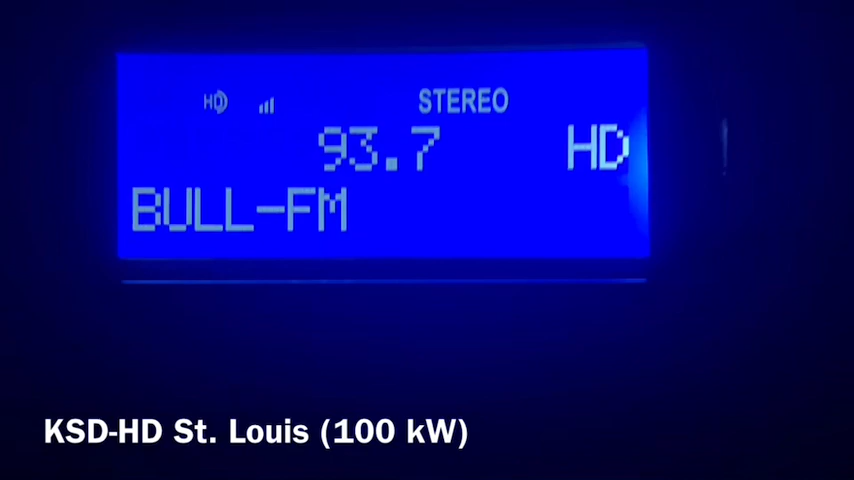 HD STEREO
93.7 HD
BULL-FM
KSD-HD St. Louis (100 kW)